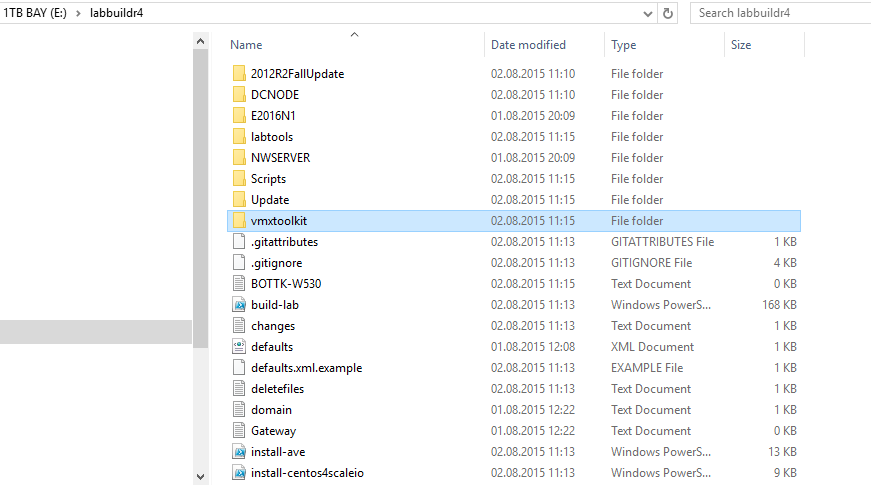 1TB BAY (E:) > labbuildr4 Search labbuildr4
Name Date modified Type Size
2012R2FallUpdate 02.08.2015 11:10 File folder
DCNODE 02.08.2015 11:10 File folder
E2016N1 01.08.2015 20:09 File folder
labtools 02.08.2015 11:15 File folder
NWSERVER 01.08.2015 20:09 File folder
Scripts 02.08.2015 11:15 File folder
Update 02.08.2015 11:15 File folder
vmxtoolkit 02.08.2015 11:15 File folder
.gitattributes 02.08.2015 11:13 GITATTRIBUTES File 1 KB
.gitignore 02.08.2015 11:13 GITIGNORE File 4 KB
BOTTK-W530 02.08.2015 11:15 Text Document 0 KB
build-lab 02.08.2015 11:13 Windows PowerS... 168 KB
changes 02.08.2015 11:13 Text Document 1 KB
defaults 01.08.2015 12:08 XML Document 1 KB
defaults.xml.example 02.08.2015 11:13 EXAMPLE File 1 KB
deletefiles 02.08.2015 11:13 Text Document 1 KB
domain 01.08.2015 12:22 Text Document 1 KB
Gateway 01.08.2015 12:22 Text Document 0 KB
install-ave 02.08.2015 11:13 Windows PowerS... 13 KB
install-centos4scaleio 02.08.2015 11:13 Windows PowerS... 9 KB